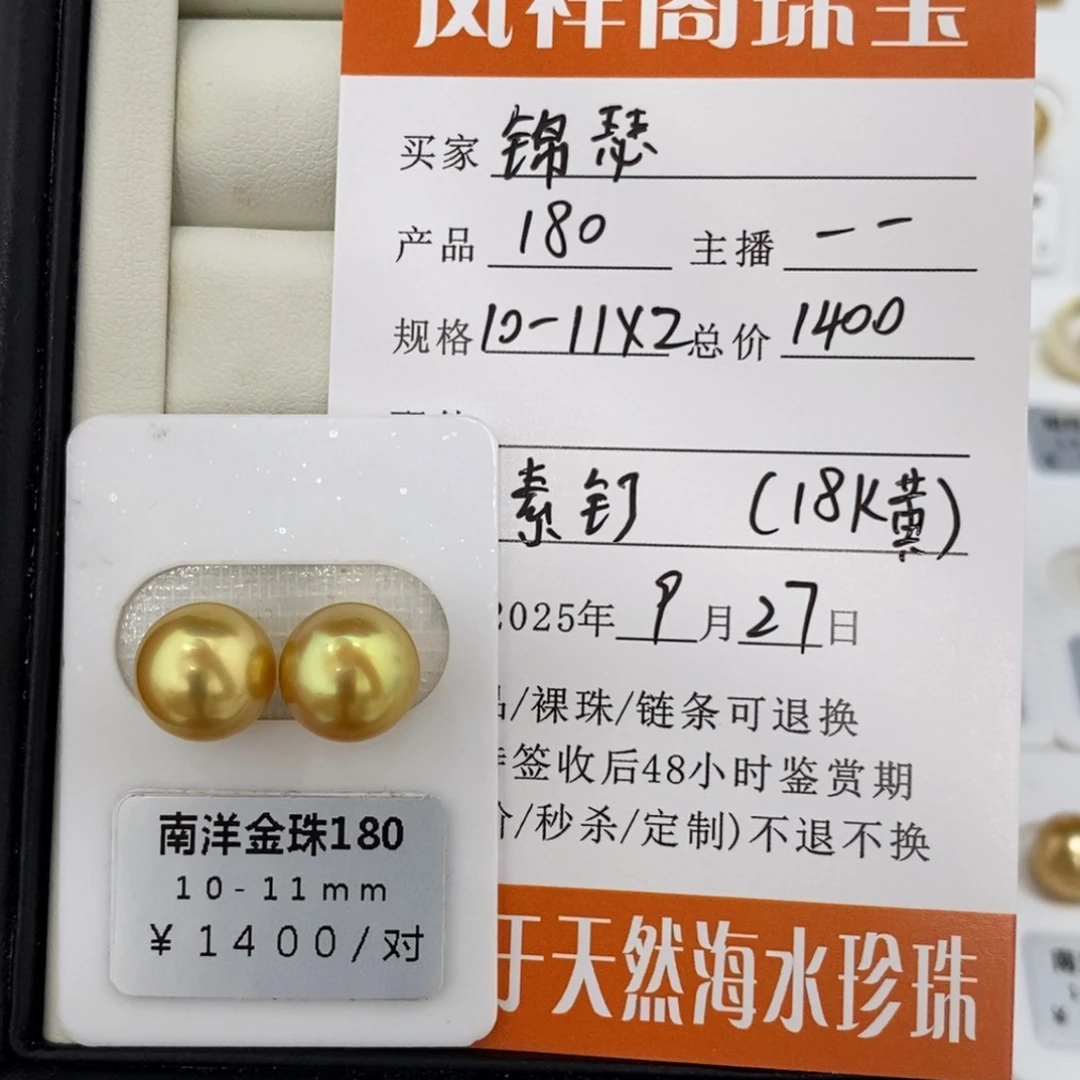 凤祥阁珠宝
买家 锦瑟
产品 180 主播 一一
规格 10-11X2 总价 1400
素钉 (18K黄)
2025年 9月27日
/裸珠/链条可退换
签收后48小时鉴赏期
/秒杀/定制)不退不换
于天然海水珍珠
南洋金珠180
10-11mm
¥1400/对